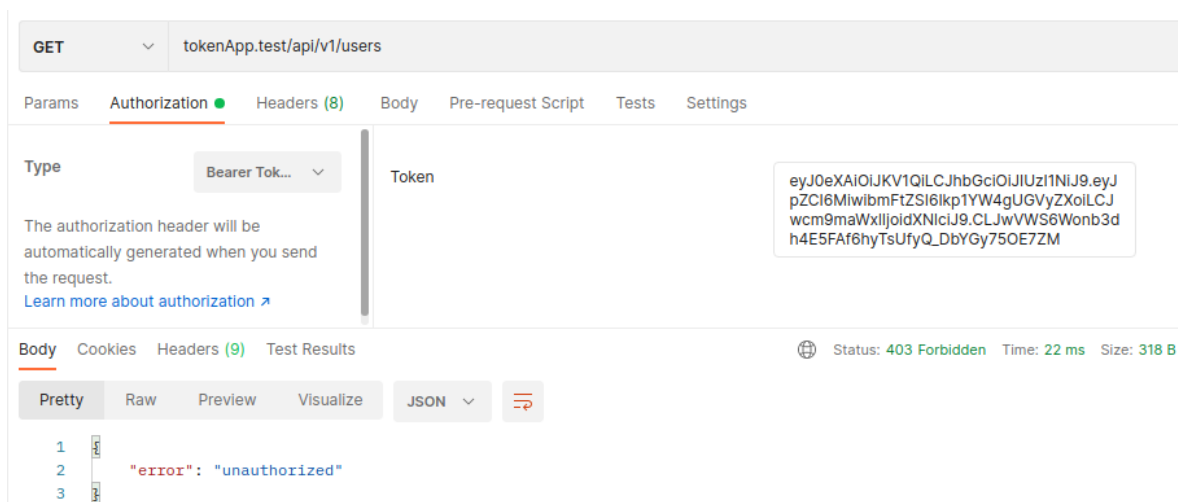 GET tokenApp.test/api/v1/users
Params Authorization Headers (8) Body Pre-request Script Tests Settings
Type Bearer Tok...
The authorization header will be
automatically generated when you send
the request.
Learn more about authorization ↗
Token
eyJ0eXAiOiJKV1QiLCJhbGciOiJIUzI1NiJ9.eyJ
pZCI6MiwibmFtZSI6Ikp1YW4gUGVyZXoiLCJ
wcm9maWxlIjoidXNlciJ9.CLJwVWS6Wonb3d
h4E5FAf6hyTsUfyQ_DbYGy75OE7ZM
Body Cookies Headers (9) Test Results Status: 403 Forbidden Time: 22 ms Size: 318 B
Pretty Raw Preview Visualize JSON
1 {
2 "error": "unauthorized"
3 }